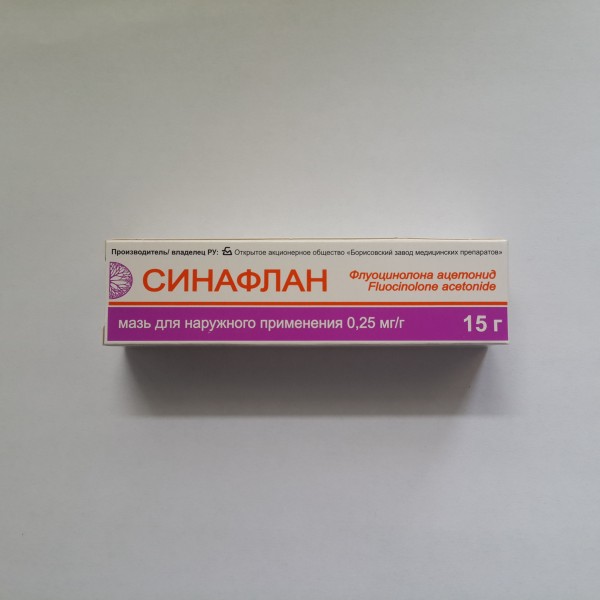 Производитель/ владелец РУ: Открытое акционерное общество «Борисовский завод медицинских препаратов»
СИНАФЛАН
Флуоцинолона ацетонид
Fluocinolone acetonide
мазь для наружного применения 0,25 мг/г
15 г